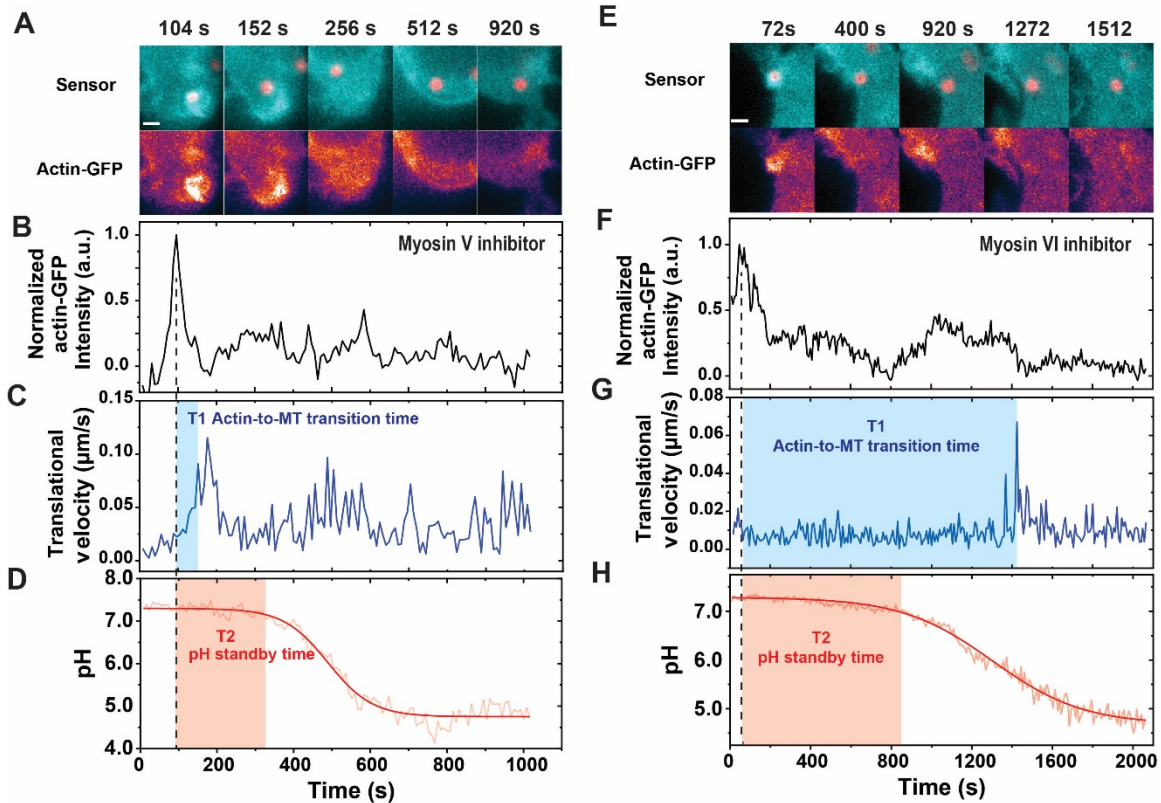 A
104 s 152 s 256 s 512 s 920 s
Sensor
Actin-GFP
B
Normalized
actin-GFP
Intensity (a.u.)
1.0
0.5
0.0
Myosin V inhibitor
C
Translational
velocity (μm/s)
0.15
0.10
0.05
0.00
T1 Actin-to-MT transition time
D
pH
8.0
7.0
6.0
5.0
4.0
T2
pH standby time
0 200 400 600 800 1000
Time (s)
E
72s 400 s 920 s 1272 1512
Sensor
Actin-GFP
F
Normalized
actin-GFP
Intensity (a.u.)
1.0
0.5
0.0
Myosin VI inhibitor
G
Translational
velocity (μm/s)
0.08
0.06
0.04
0.02
0.00
T1
Actin-to-MT transition time
H
pH
7.0
6.0
5.0
T2
pH standby time
0 400 800 1200 1600 2000
Time (s)